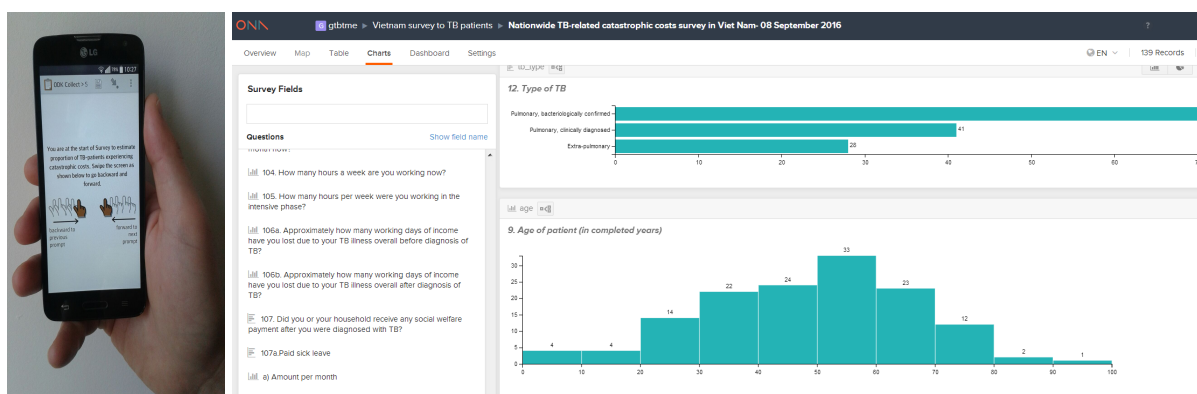 LG
79% 10:27
ODK Collect > 5
You are at the start of Survey to estimate
proportion of TB-patients experiencing
catastrophic costs. Swipe the screen as
shown below to go backward and
forward.
backward to
previous
prompt
forward to
next
prompt
ONA
G gtbtme ▶ Vietnam survey to TB patients ▶ Nationwide TB-related catastrophic costs survey in Viet Nam- 08 September 2016 ?
Overview Map Table Charts Dashboard Settings EN 139 Records
Survey Fields
Questions Show field name
month now?
104. How many hours a week are you working now?
105. How many hours per week were you working in the
intensive phase?
106a. Approximately how many working days of income
have you lost due to your TB illness overall before diagnosis of
TB?
106b. Approximately how many working days of income
have you lost due to your TB illness overall after diagnosis of
TB?
107. Did you or your household receive any social welfare
payment after you were diagnosed with TB?
107a.Paid sick leave
a) Amount per month
tb_type
12. Type of TB
Pulmonary, bacteriologically confirmed
Pulmonary, clinically diagnosed 41
Extra-pulmonary 28
0 10 20 30 40 50 60
age
9. Age of patient (in completed years)
33
30
25
24
23
22
20
15
14
12
10
5
4 4
2
1
0
0 10 20 30 40 50 60 70 80 90 100